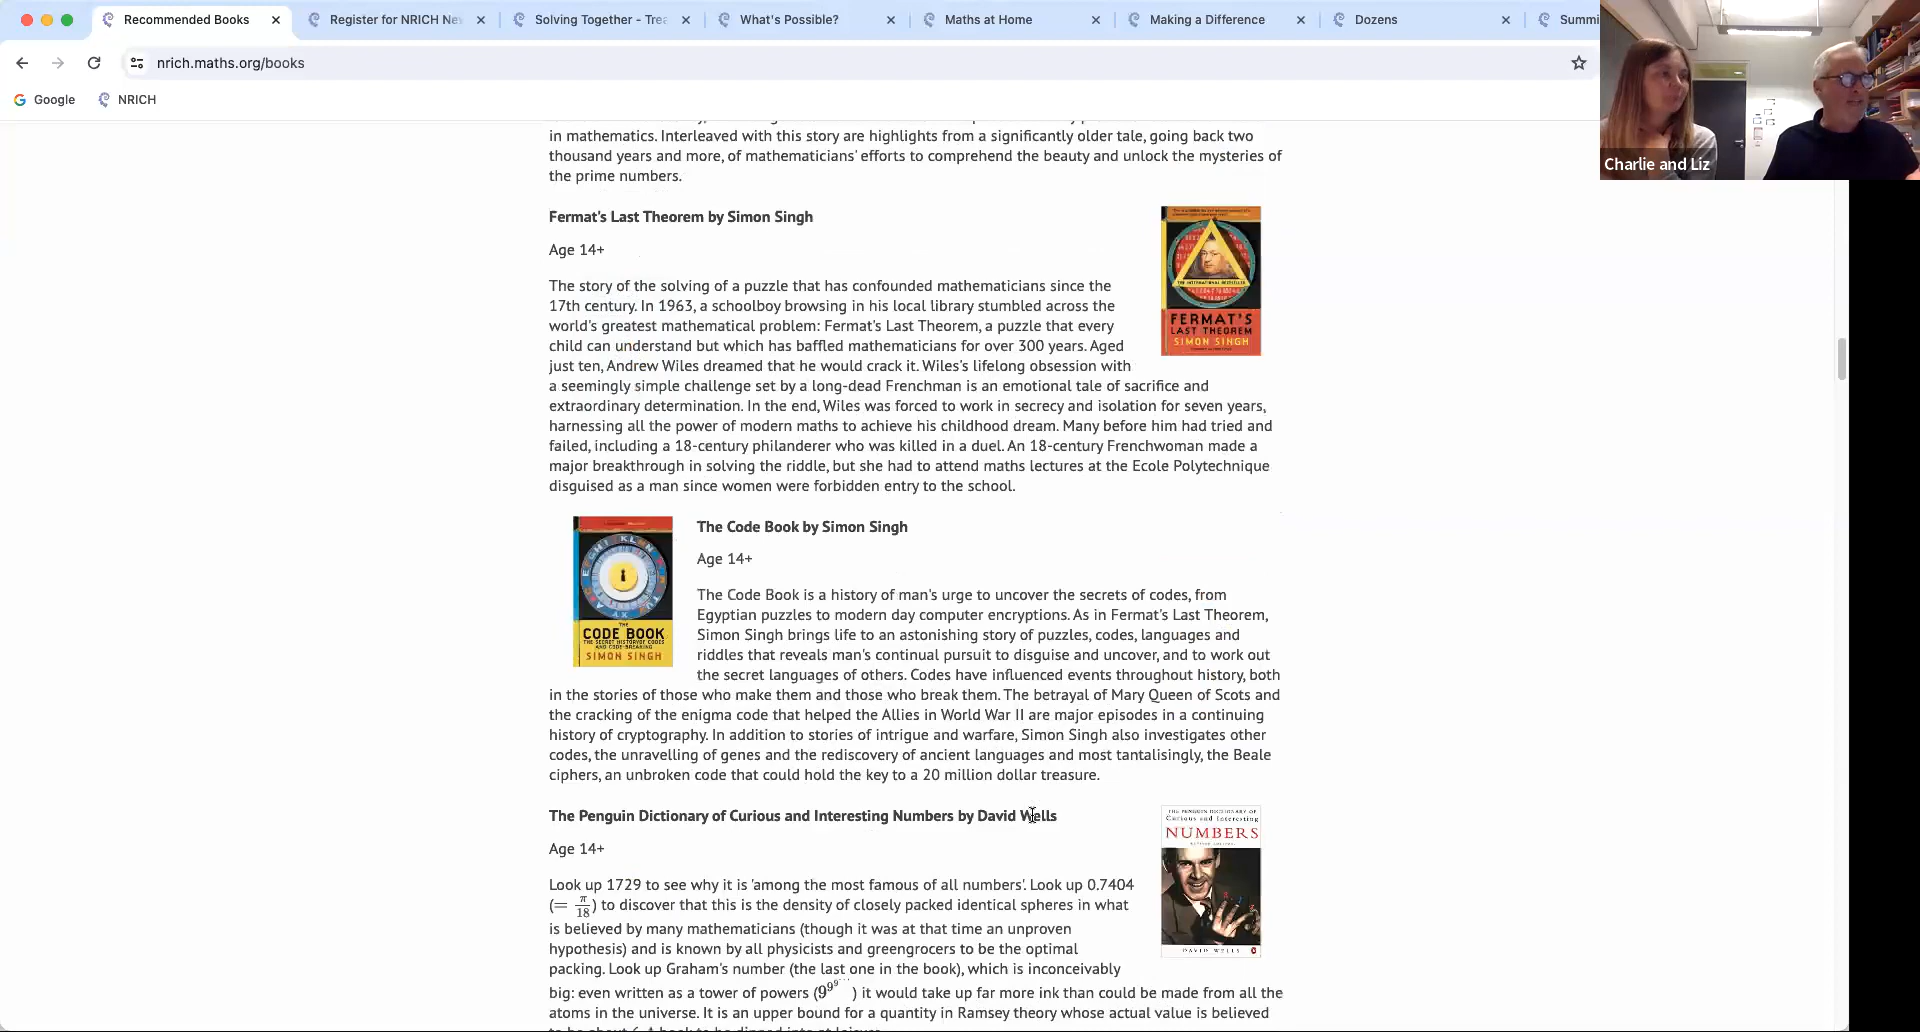 Recommended Books
Register for NRICH Nev
Solving Together - Trea
What's Possible?
Maths at Home
Making a Difference
Dozens
Summi
nrich.maths.org/books
Google
NRICH
Charlie and Liz
in mathematics. Interleaved with this story are highlights from a significantly older tale, going back two
thousand years and more, of mathematicians' efforts to comprehend the beauty and unlock the mysteries of
the prime numbers.
Fermat's Last Theorem by Simon Singh
Age 14+
The story of the solving of a puzzle that has confounded mathematicians since the
17th century. In 1963, a schoolboy browsing in his local library stumbled across the
world's greatest mathematical problem: Fermat's Last Theorem, a puzzle that every
child can understand but which has baffled mathematicians for over 300 years. Aged
just ten, Andrew Wiles dreamed that he would crack it. Wiles's lifelong obsession with
a seemingly simple challenge set by a long-dead Frenchman is an emotional tale of sacrifice and
extraordinary determination. In the end, Wiles was forced to work in secrecy and isolation for seven years,
harnessing all the power of modern maths to achieve his childhood dream. Many before him had tried and
failed, including a 18-century philanderer who was killed in a duel. An 18-century Frenchwoman made a
major breakthrough in solving the riddle, but she had to attend maths lectures at the Ecole Polytechnique
disguised as a man since women were forbidden entry to the school.
THE INTERNATIONAL BESTSELLER
FERMAT'S
LAST THEOREM
SIMON SINGH
The Code Book by Simon Singh
Age 14+
The Code Book is a history of man's urge to uncover the secrets of codes, from
Egyptian puzzles to modern day computer encryptions. As in Fermat's Last Theorem,
Simon Singh brings life to an astonishing story of puzzles, codes, languages and
riddles that reveals man's continual pursuit to disguise and uncover, and to work out
the secret languages of others. Codes have influenced events throughout history, both
in the stories of those who make them and those who break them. The betrayal of Mary Queen of Scots and
the cracking of the enigma code that helped the Allies in World War II are major episodes in a continuing
history of cryptography. In addition to stories of intrigue and warfare, Simon Singh also investigates other
codes, the unravelling of genes and the rediscovery of ancient languages and most tantalisingly, the Beale
ciphers, an unbroken code that could hold the key to a 20 million dollar treasure.
THE
CODE BOOK
THE SECRET HISTORY OF CODES
AND CODE-BREAKING
SIMON SINGH
The Penguin Dictionary of Curious and Interesting Numbers by David Wells
Age 14+
Look up 1729 to see why it is 'among the most famous of all numbers'. Look up 0.7404
(= π/18) to discover that this is the density of closely packed identical spheres in what
is believed by many mathematicians (though it was at that time an unproven
hypothesis) and is known by all physicists and greengrocers to be the optimal
packing. Look up Graham's number (the last one in the book), which is inconceivably
big: even written as a tower of powers (9^9^9^...) it would take up far more ink than could be made from all the
atoms in the universe. It is an upper bound for a quantity in Ramsey theory whose actual value is believed
THE PENGUIN DICTIONARY OF
Curious and Interesting
NUMBERS
DAVID WELLS